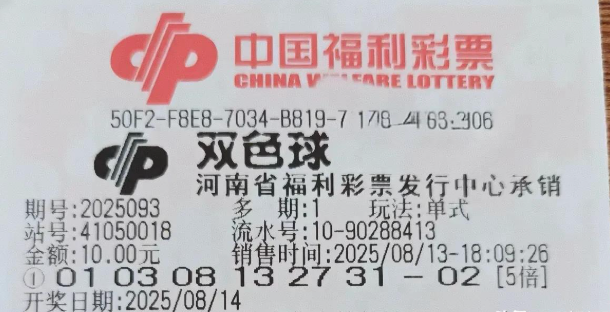 中国福利彩票
CHINA WELFARE LOTTERY
50F2-F8E8-7034-B819-7
双色球
河南省福利彩票发行中心承销
期号:2025093 多 期:1 玩法:单式
站号:41050018 流水号:10-90288413
金额:10.00元 销售时间:2025/08/13-18:09:26
① 01 03 08 13 27 31 - 02 [5倍]
开奖日期:2025/08/14